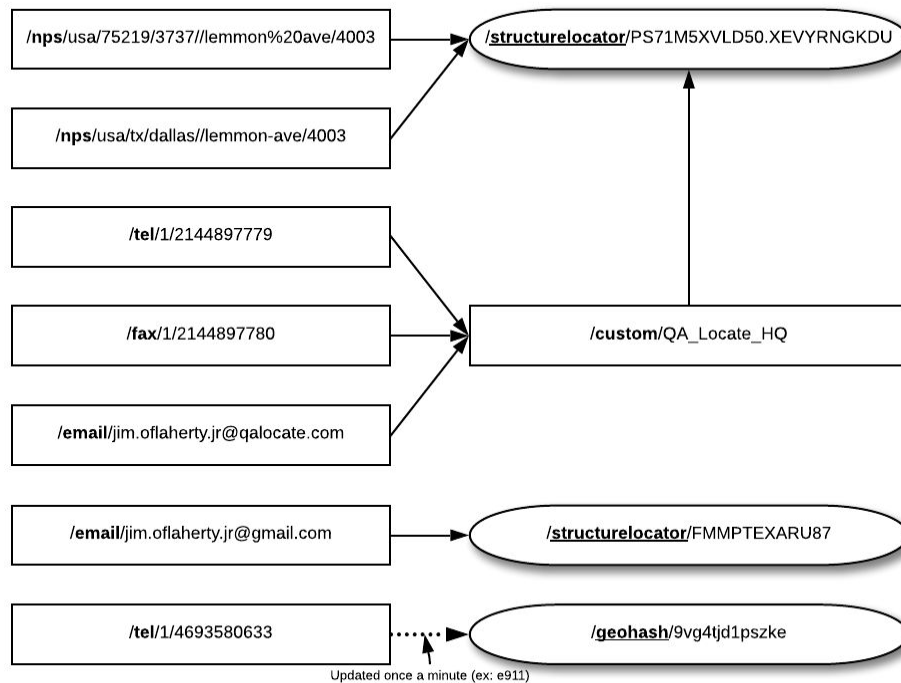 /nps/usa/75219/3737//lemmon%20ave/4003
/structurelocator/PS71M5XVLD50.XEVYRNGKDU
/nps/usa/tx/dallas//lemmon-ave/4003
/tel/1/2144897779
/fax/1/2144897780
/custom/QA_Locate_HQ
/email/jim.oflaherty.jr@qalocate.com
/email/jim.oflaherty.jr@gmail.com
/structurelocator/FMMPTEXARU87
/tel/1/4693580633
/geohash/9vg4tjd1pszke
Updated once a minute (ex: e911)